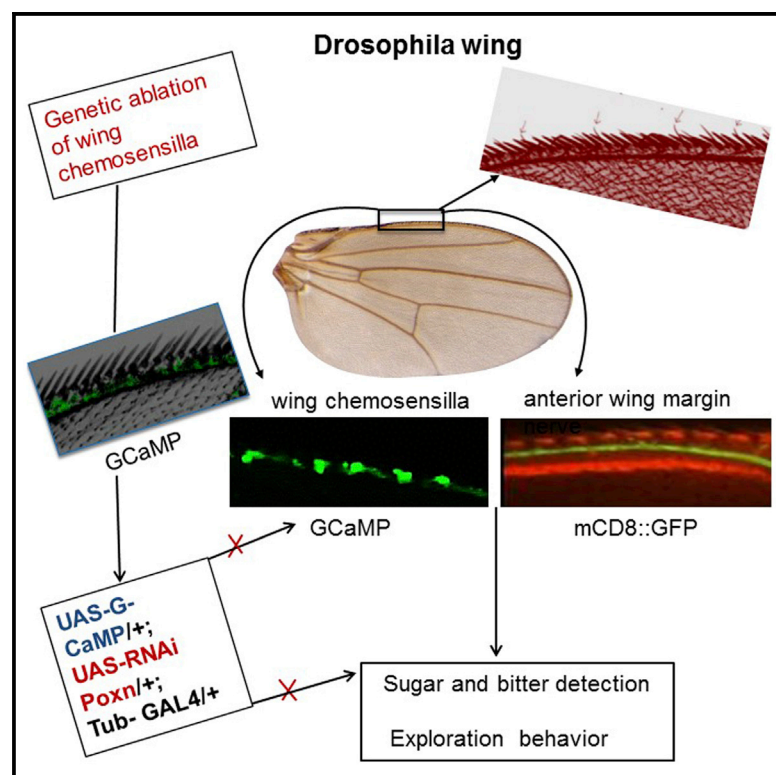 Drosophila wing
Genetic ablation
of wing
chemosensilla
GCaMP
wing chemosensilla
anterior wing margin
nerve
GCaMP
mCD8::GFP
UAS-G-
CaMP/+;
UAS-RNAi
Poxn/+;
Tub- GAL4/+
Sugar and bitter detection
Exploration behavior